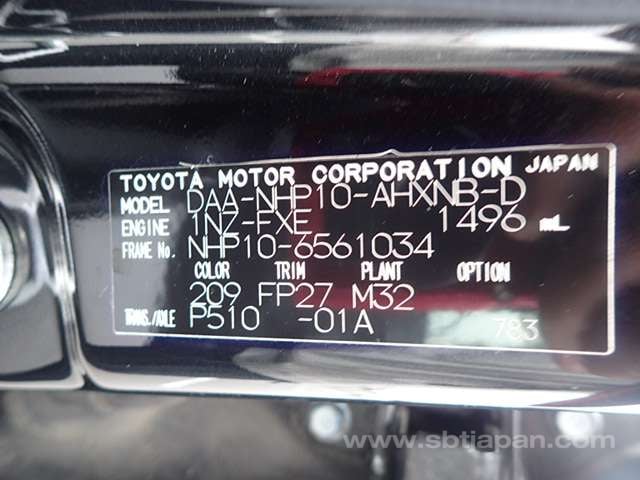 TOYOTA MOTOR CORPORATION JAPAN
MODEL DAA-NHP10-AHXNB-D
ENGINE 1NZ-FXE 1496 mL
FRAME No. NHP10-6561034
COLOR TRIM PLANT OPTION
209 FP27 M32
TRANS./AXLE P510 -01A 783
www.sbtjapan.com